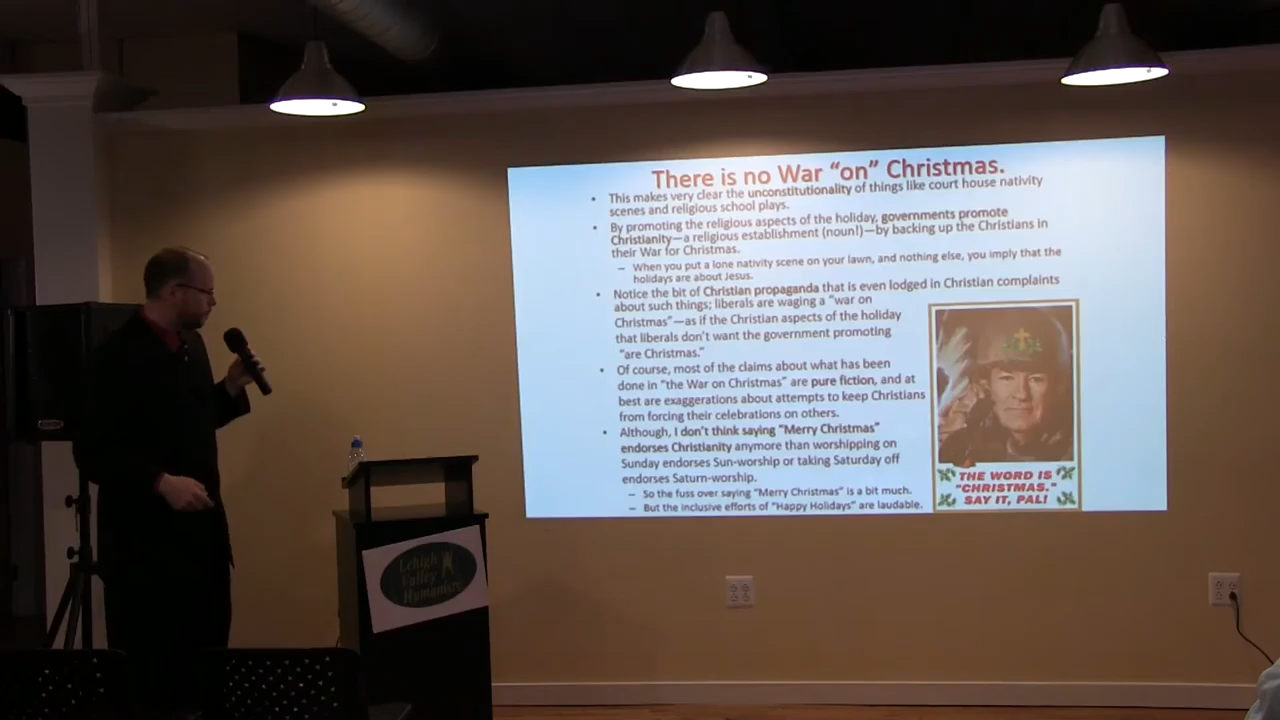 There is no War “on” Christmas.
• This makes very clear the unconstitutionality of things like court house nativity
scenes and religious school plays.
• By promoting the religious aspects of the holiday, governments promote
Christianity—a religious establishment (noun!)—by backing up the Christians in
their War for Christmas.
– When you put a lone nativity scene on your lawn, and nothing else, you imply that the
holidays are about Jesus.
• Notice the bit of Christian propaganda that is even lodged in Christian complaints
about such things; liberals are waging a “war on
Christmas”—as if the Christian aspects of the holiday
that liberals don’t want the government promoting
“are Christmas.”
• Of course, most of the claims about what has been
done in “the War on Christmas” are pure fiction, and at
best are exaggerations about attempts to keep Christians
from forcing their celebrations on others.
• Although, I don’t think saying “Merry Christmas”
endorses Christianity anymore than worshipping on
Sunday endorses Sun-worship or taking Saturday off
endorses Saturn-worship.
– So the fuss over saying “Merry Christmas” is a bit much.
– But the inclusive efforts of “Happy Holidays” are laudable.
THE WORD IS
“CHRISTMAS.”
SAY IT, PAL!
Lehigh
Valley
Humanists